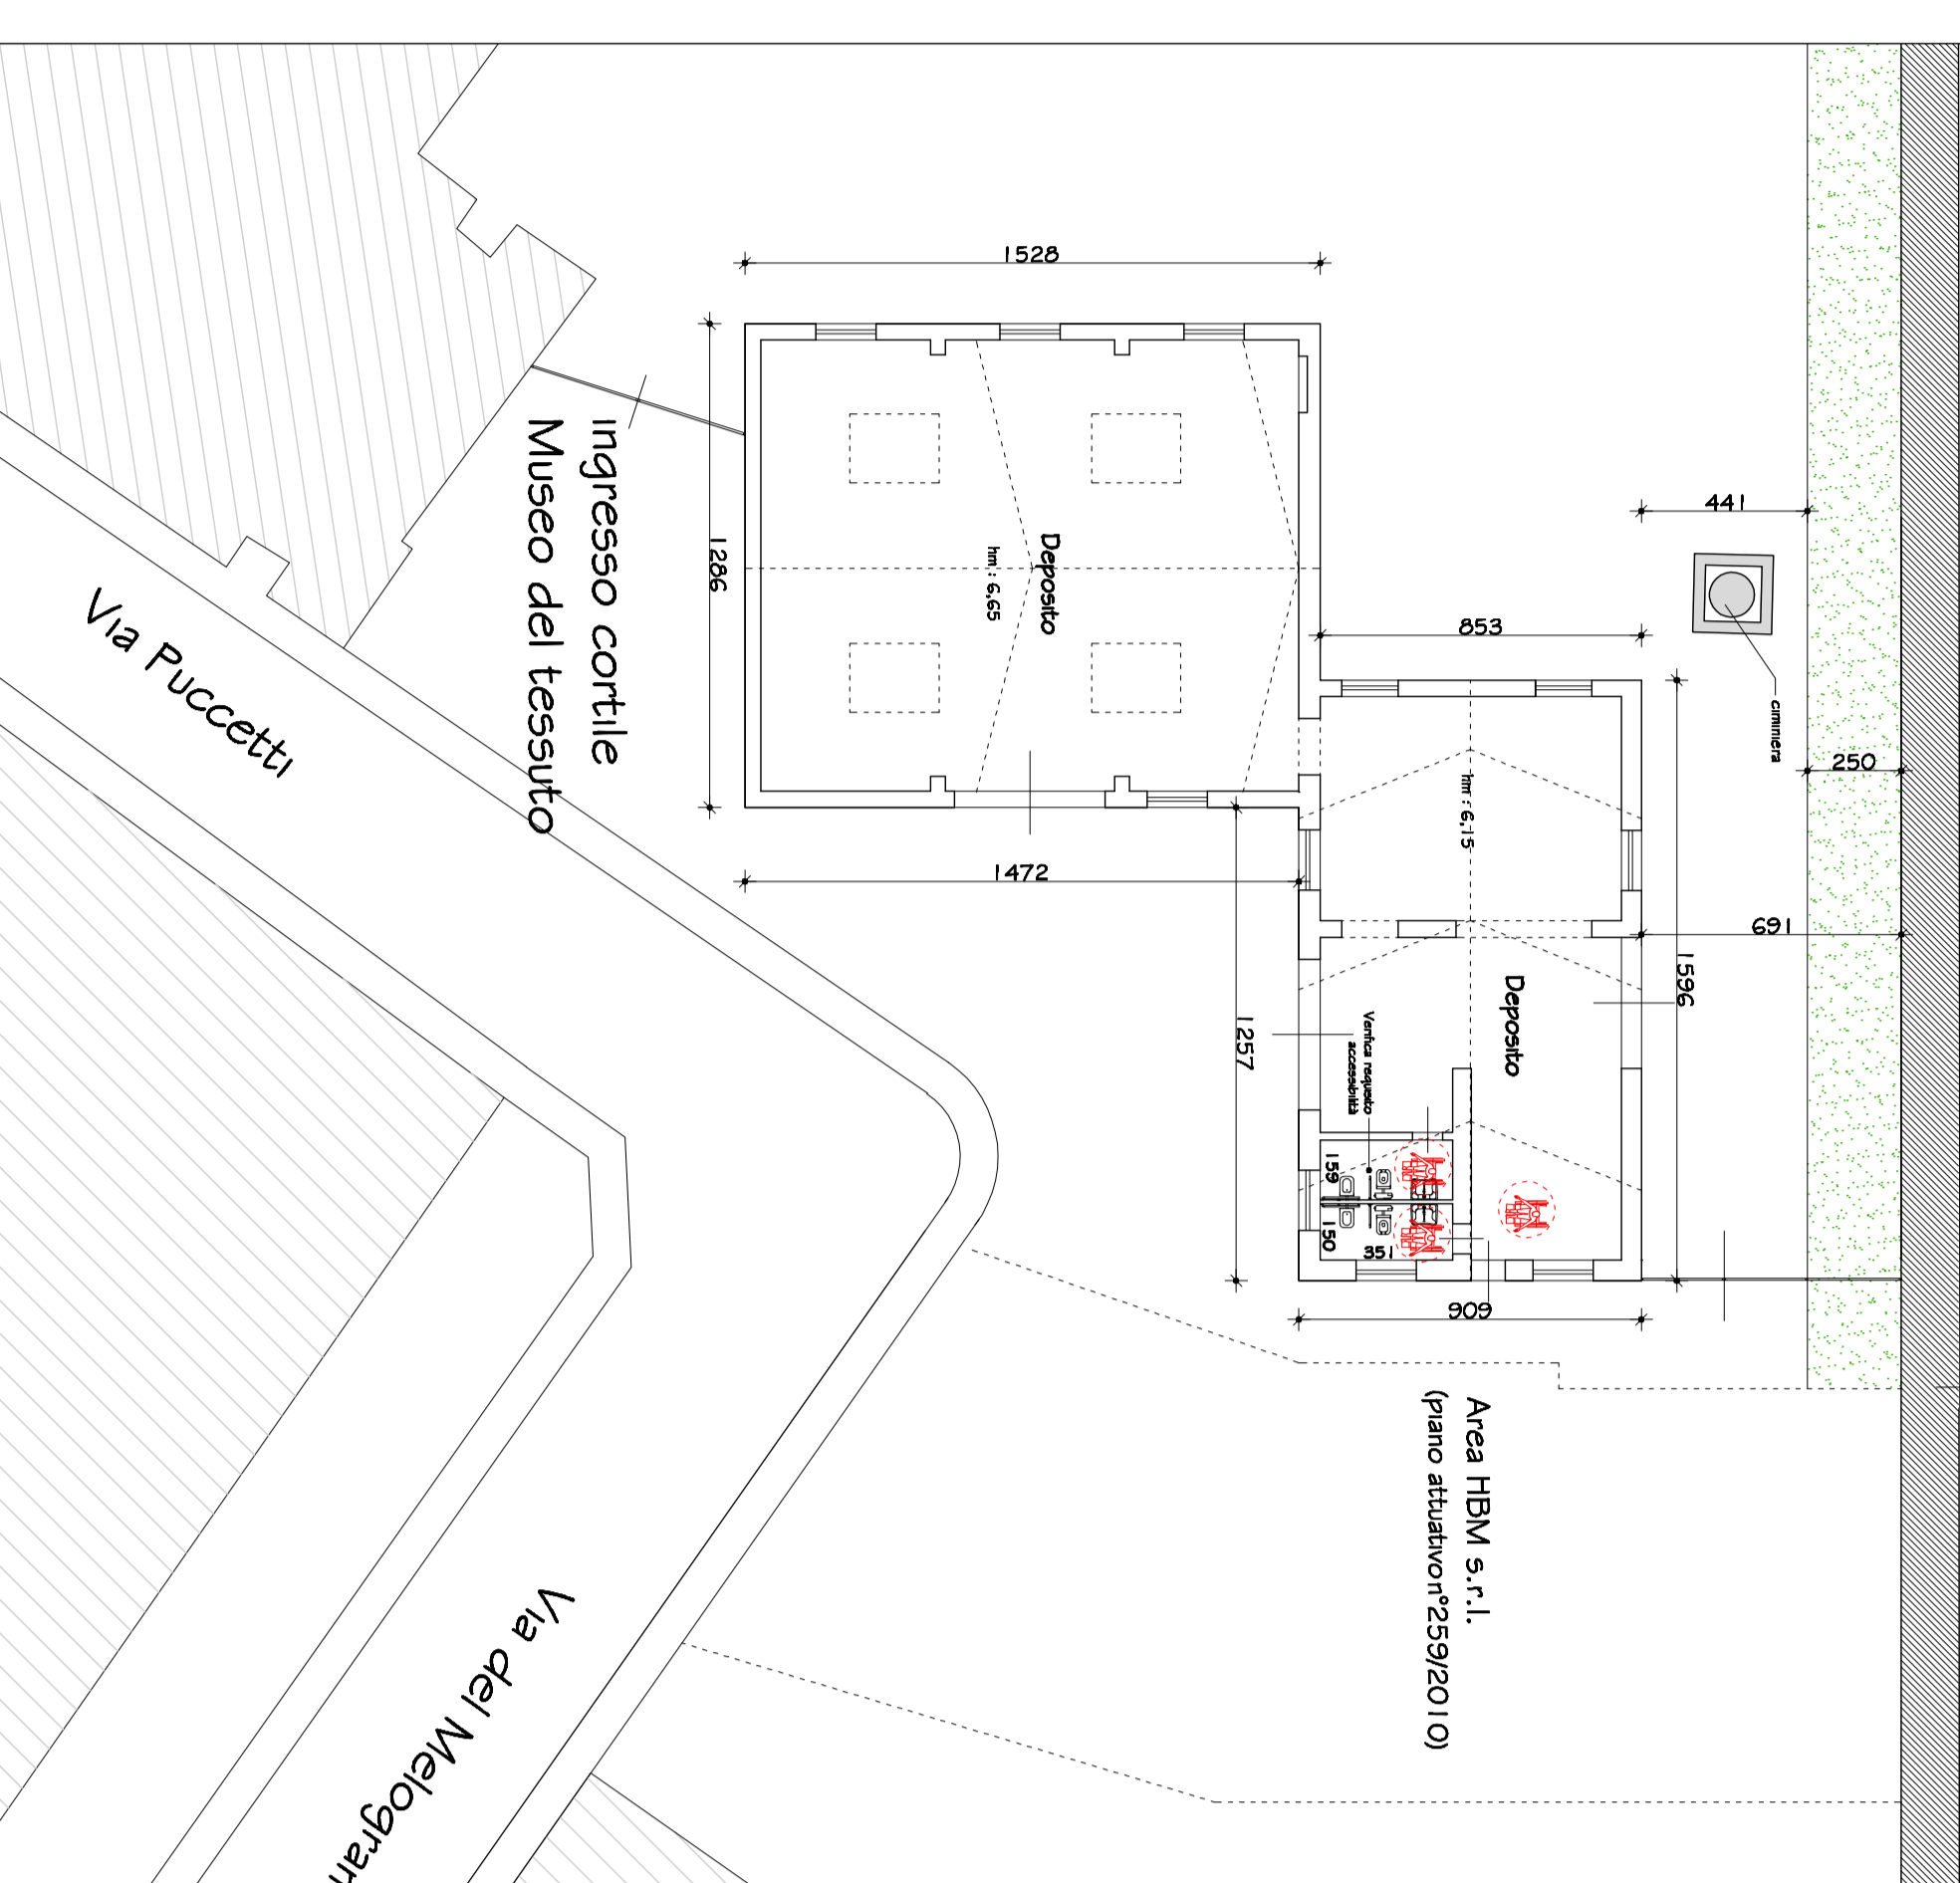 1528
1286
Ingresso cortile
Museo del tessuto
Deposito
hm : 6,65
441
853
ciminiera
250
hm : 6,15
1472
691
1596
Deposito
1257
Verifica requisito
accessibilità
159
150
351
909
Area HBM s.r.l.
(piano attuativo n°259/2010)
Via Puccetti
Via del Melogran